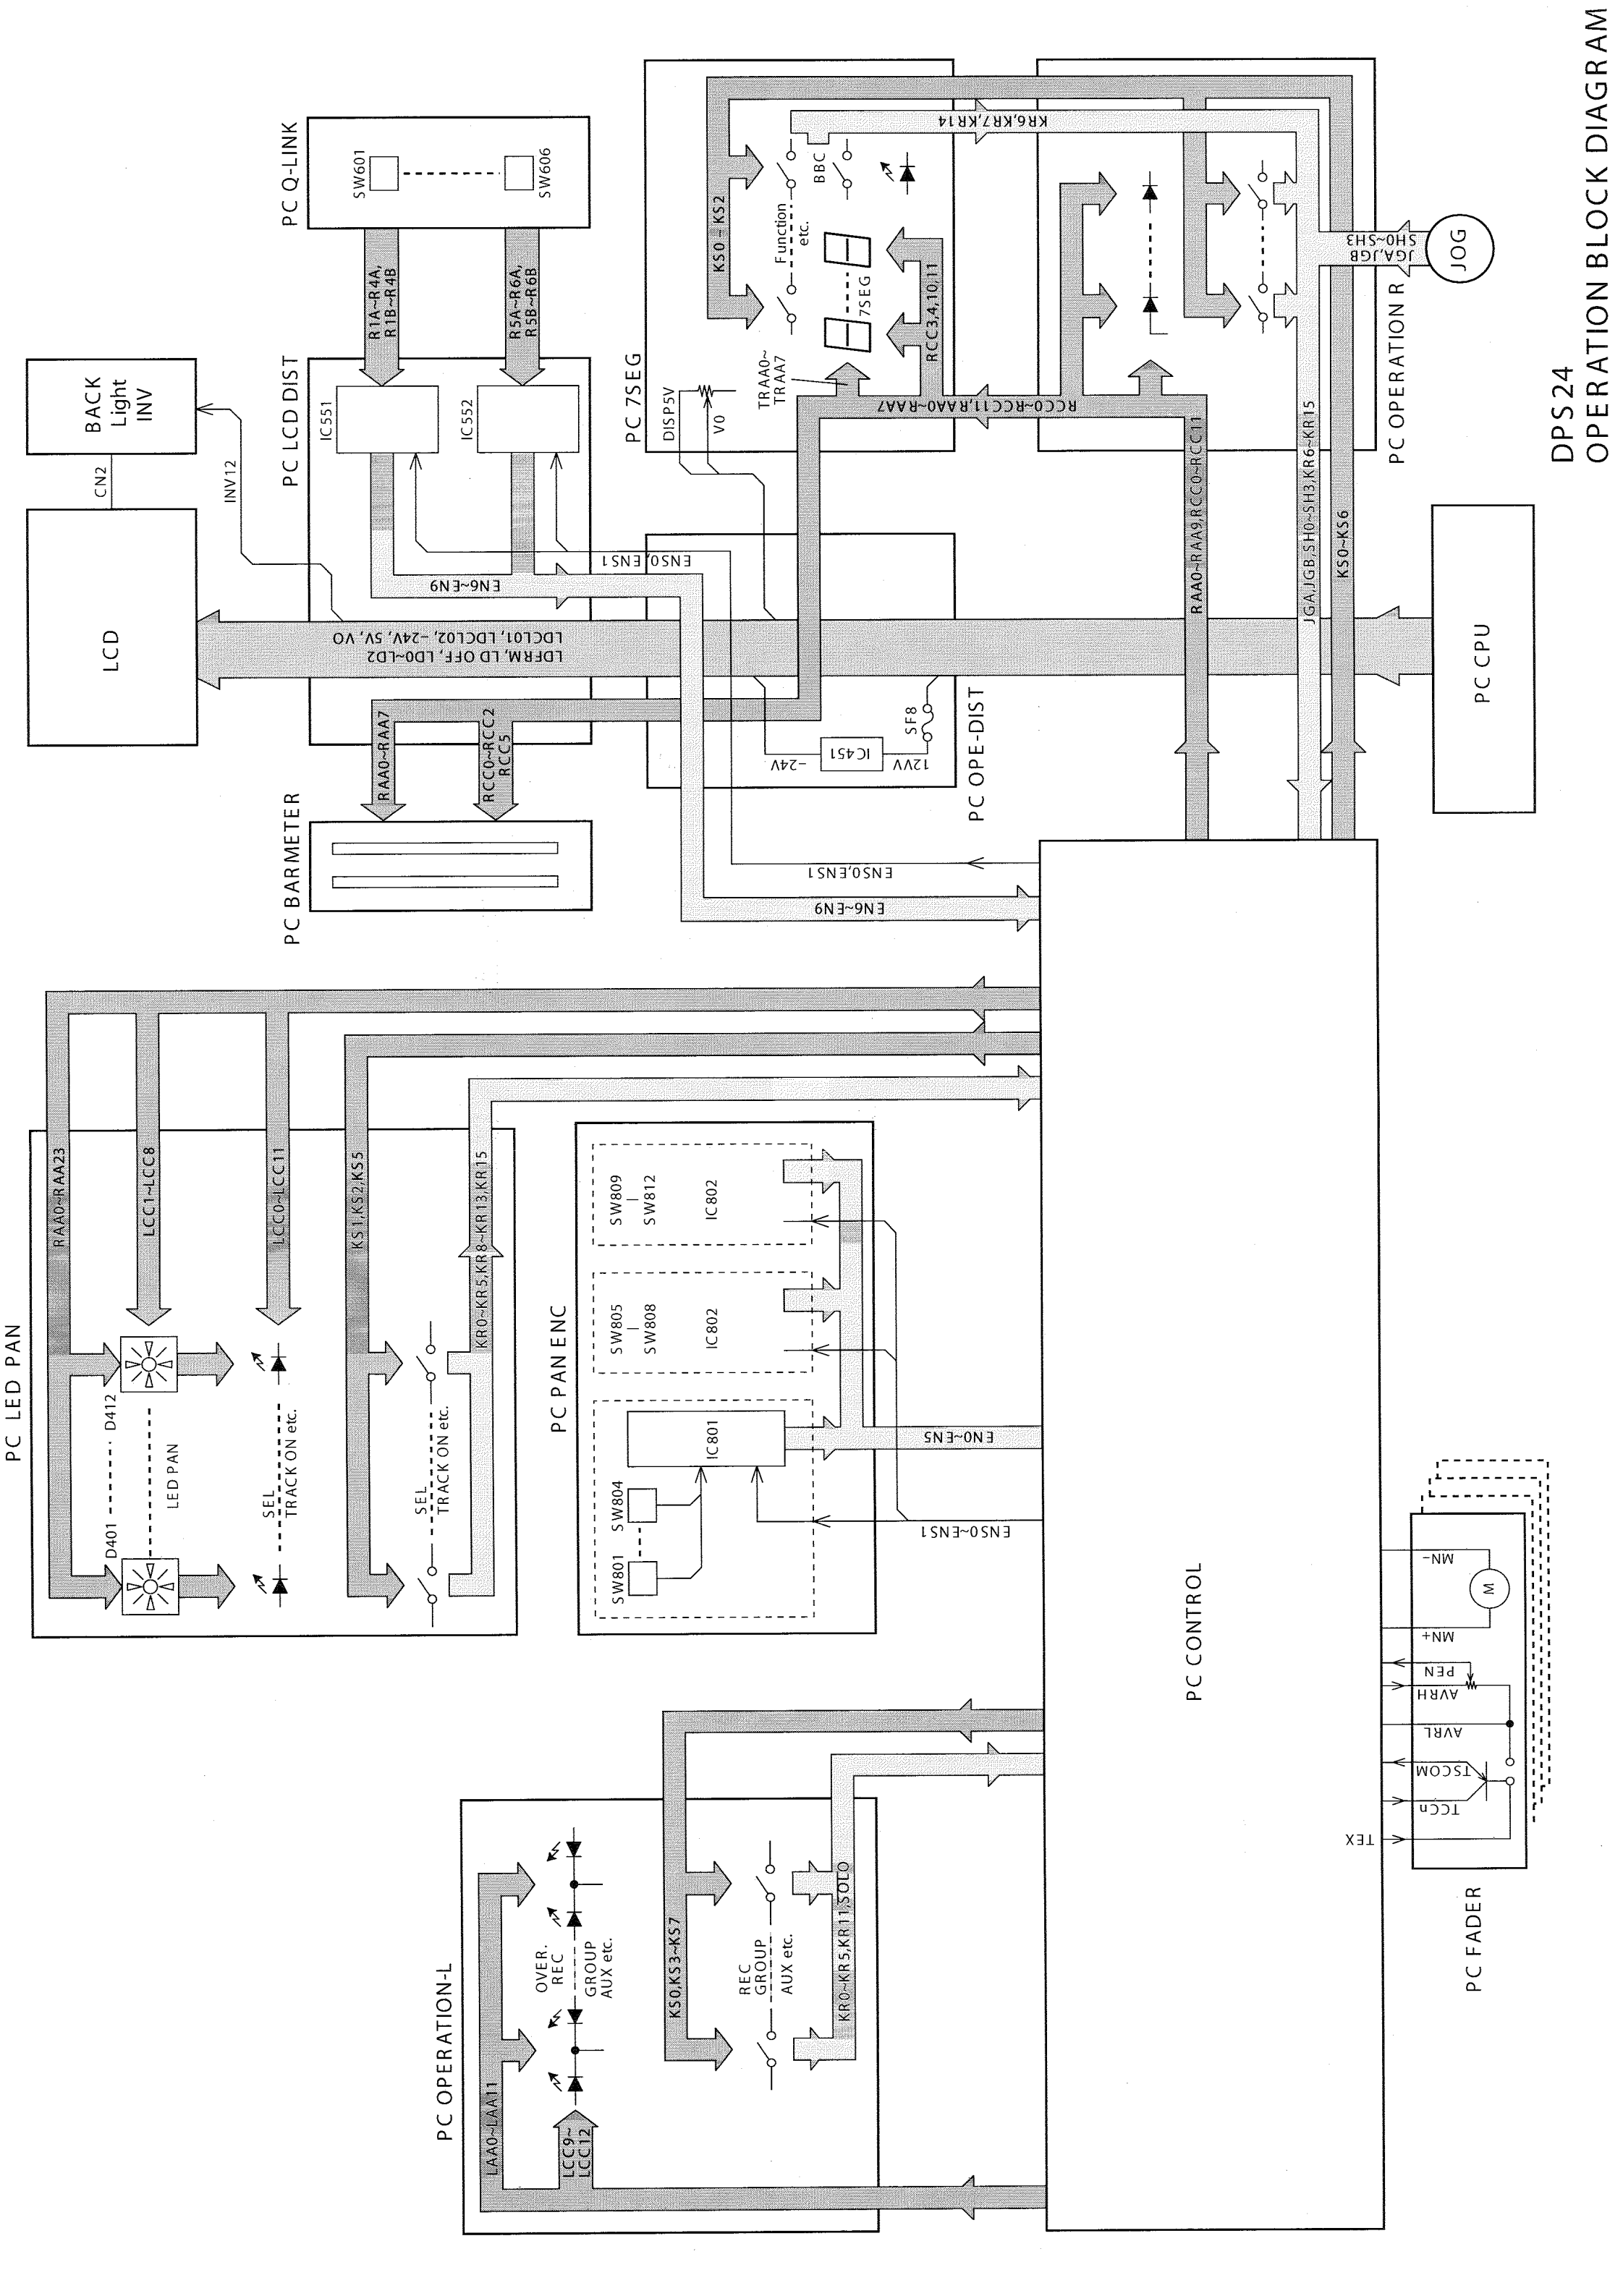 DPS24
OPERATION BLOCK DIAGRAM
PC OPERATION-L
LAA0~LAA11
LCC9~
LCC12
OVER.
REC
GROUP
AUX etc.
KS0,KS3~KS7
REC
GROUP
AUX etc.
KR0~KR5,KR11,SOLO
PC LED PAN
RAA0~RAA23
LCC1~LCC8
LCC0~LCC11
KS1,KS2,KS5
KR0~KR5,KR8~KR13,KR15
D401
D412
LED PAN
SEL
TRACK ON etc.
SEL
TRACK ON etc.
PC PAN ENC
SW801
SW804
IC801
SW805
SW808
IC802
SW809
SW812
IC802
EN0~EN5
ENS0~ENS1
PC BARMETER
RAA0~RAA7
RCC0~RCC2
RCC5
LCD
CN2
BACK
Light
INV
INV12
PC LCD DIST
IC551
IC552
EN6~EN9
ENS0,ENS1
LDCL01, LDCL02, -24V, 5V, VO
LDFRM, LD OFF, LD0~LD2
PC Q-LINK
SW601
SW606
R1A~R4A,
R1B~R4B
R5A~R6A,
R5B~R6B
PC OPE-DIST
-24V
IC451
12VV
SF8
ENS0,ENS1
EN6~EN9
PC 7SEG
DISP5V
V0
TRAA0~
TRAA7
KS0 – KS2
Function
etc.
BBC
7SEG
RCC3,4,10,11
KR6,KR7,KR14
RCC0~RCC11,RAA0~RAA7
PC OPERATION R
RAA0~RAA9,RCC0~RCC11
JGA,JGB,SH0~SH3,KR6~KR15
KS0~KS6
JGA,JGB
SH0~SH3
JOG
PC CPU
PC CONTROL
PC FADER
TEX
TCCn
TSCOM
AVRL
AVRH
PEN
MN+
MN-
M